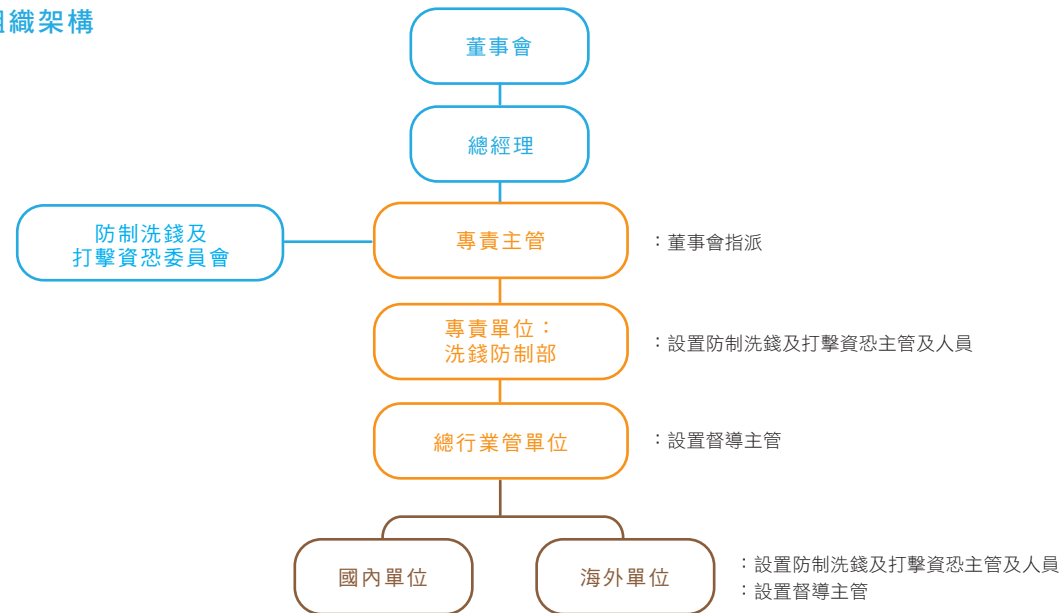 組織架構
董事會
總經理
防制洗錢及
打擊資恐委員會
專責主管
：董事會指派
專責單位：
洗錢防制部
：設置防制洗錢及打擊資恐主管及人員
總行業管單位
：設置督導主管
國內單位
海外單位
：設置防制洗錢及打擊資恐主管及人員
：設置督導主管